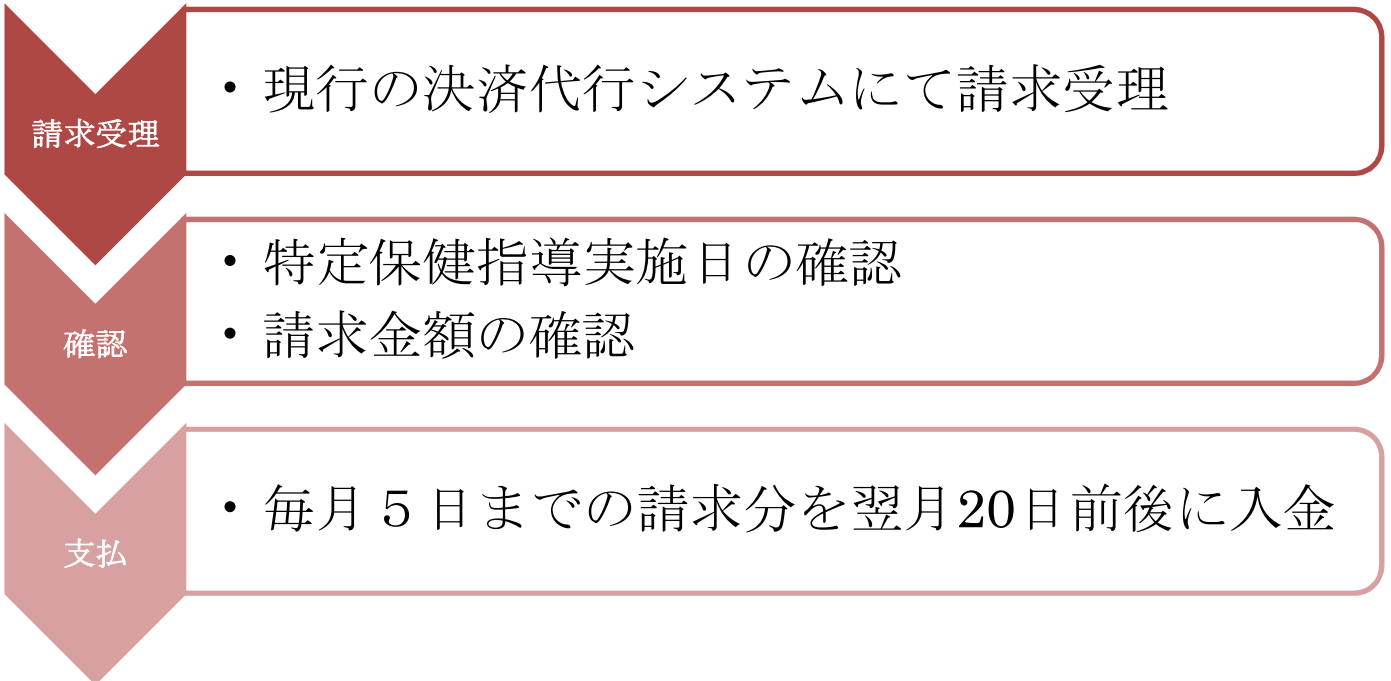 請求受理
・現行の決済代行システムにて請求受理
確認
・特定保健指導実施日の確認
・請求金額の確認
支払
・毎月５日までの請求分を翌月20日前後に入金